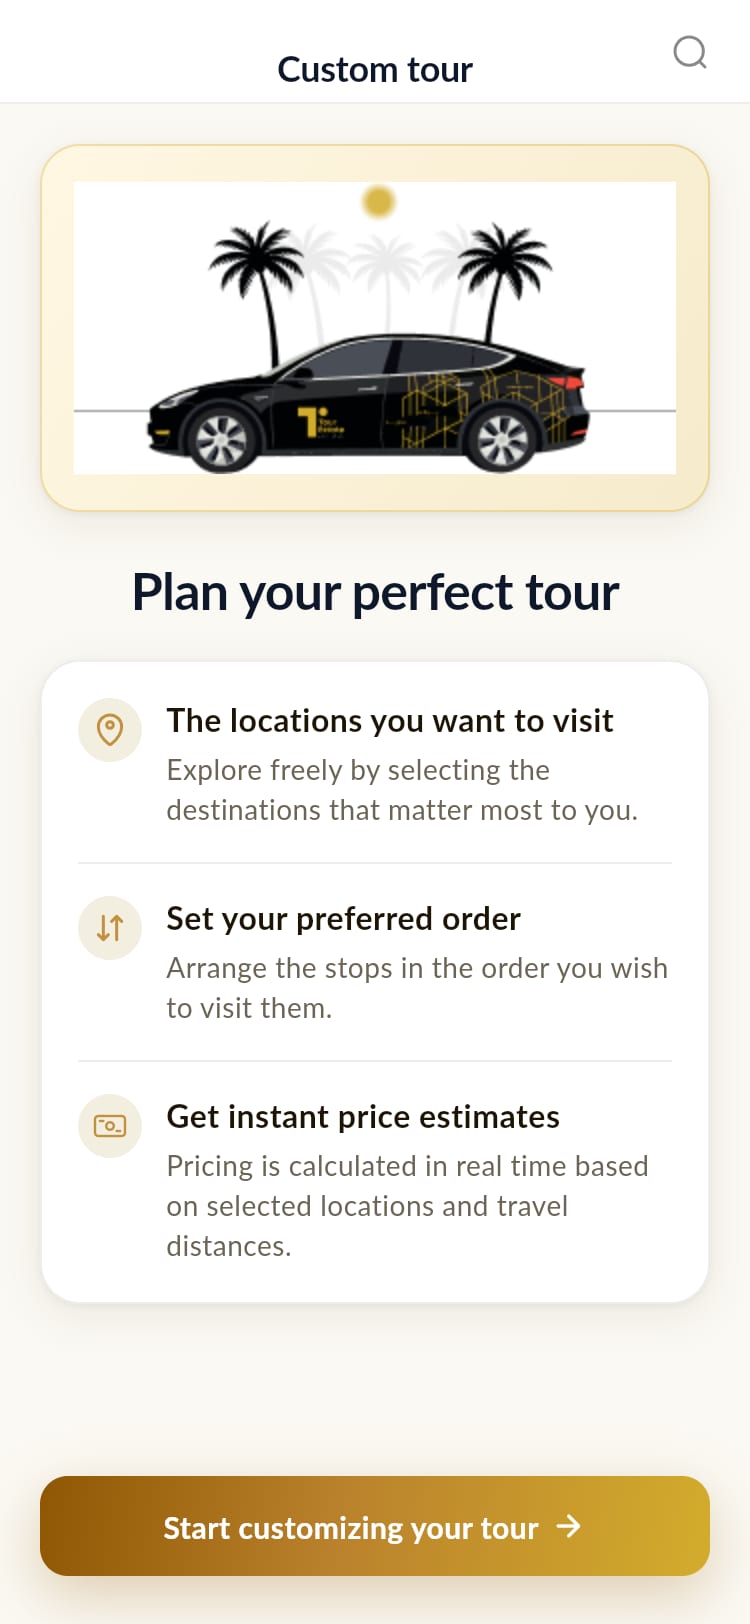 Custom tour
Plan your perfect tour
The locations you want to visit
Explore freely by selecting the
destinations that matter most to you.
Set your preferred order
Arrange the stops in the order you wish
to visit them.
Get instant price estimates
Pricing is calculated in real time based
on selected locations and travel
distances.
Start customizing your tour